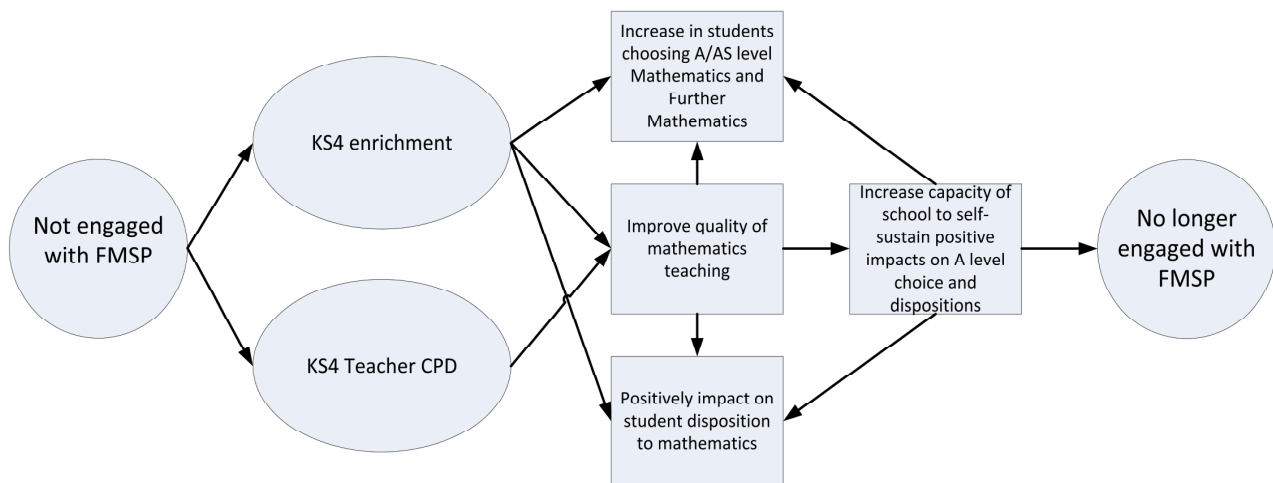 Not engaged
with FMSP
KS4 enrichment
KS4 Teacher CPD
Increase in students
choosing A/AS level
Mathematics and
Further
Mathematics
Improve quality of
mathematics
teaching
Positively impact on
student disposition
to mathematics
Increase capacity of
school to self-
sustain positive
impacts on A level
choice and
dispositions
No longer
engaged with
FMSP